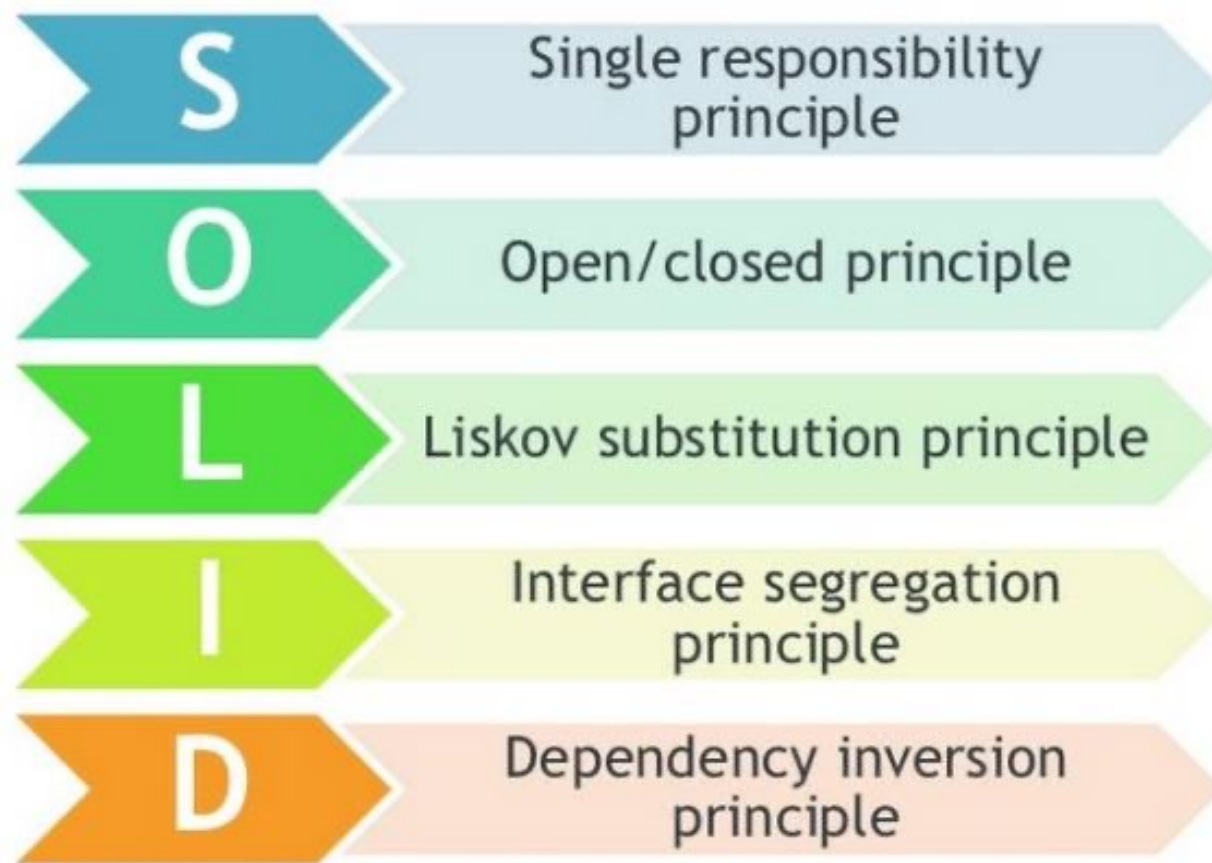 S
Single responsibility
principle
O
Open/closed principle
L
Liskov substitution principle
I
Interface segregation
principle
D
Dependency inversion
principle